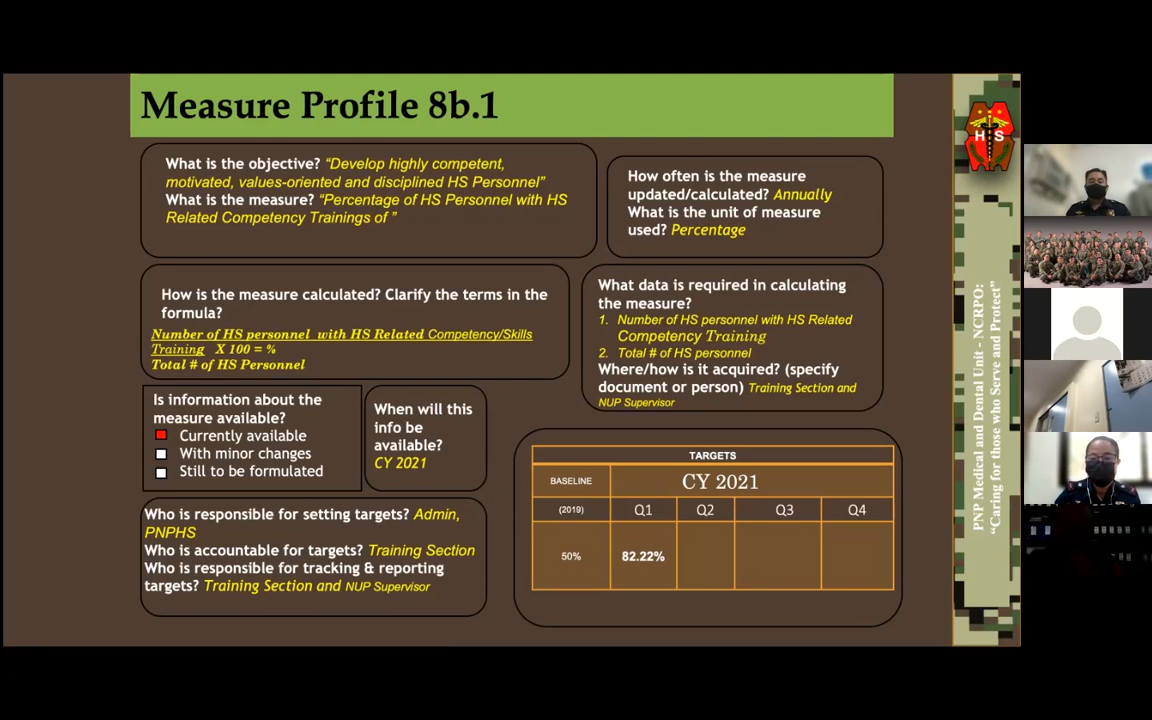 Measure Profile 8b.1
What is the objective? “Develop highly competent,
motivated, values-oriented and disciplined HS Personnel”
What is the measure? “Percentage of HS Personnel with HS
Related Competency Trainings of ”
How often is the measure
updated/calculated? Annually
What is the unit of measure
used? Percentage
How is the measure calculated? Clarify the terms in the
formula?
Number of HS personnel with HS Related Competency/Skills
Training X 100 = %
Total # of HS Personnel
What data is required in calculating
the measure?
1. Number of HS personnel with HS Related
Competency Training
2. Total # of HS personnel
Where/how is it acquired? (specify
document or person) Training Section and
NUP Supervisor
Is information about the
measure available?
Currently available
With minor changes
Still to be formulated
When will this
info be
available?
CY 2021
Who is responsible for setting targets? Admin,
PNPHS
Who is accountable for targets? Training Section
Who is responsible for tracking & reporting
targets? Training Section and NUP Supervisor
TARGETS
BASELINE CY 2021
(2019) Q1 Q2 Q3 Q4
50% 82.22%
H S
PNP Medical and Dental Unit - NCRPO:
“Caring for those who Serve and Protect”